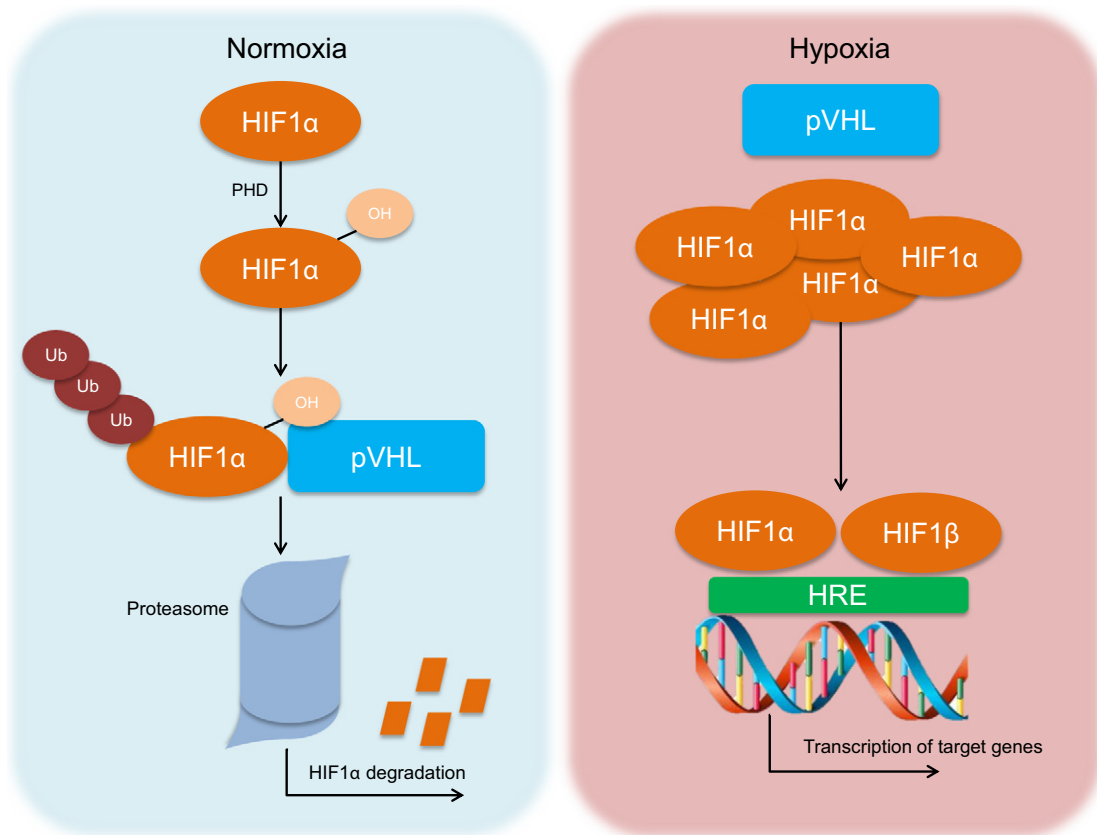 Normoxia
HIF1α
PHD
OH
HIF1α
Ub
Ub
Ub
OH
HIF1α
pVHL
Proteasome
HIF1α degradation
Hypoxia
pVHL
HIF1α
HIF1α
HIF1α
HIF1α
HIF1α
HIF1α
HIF1β
HRE
Transcription of target genes